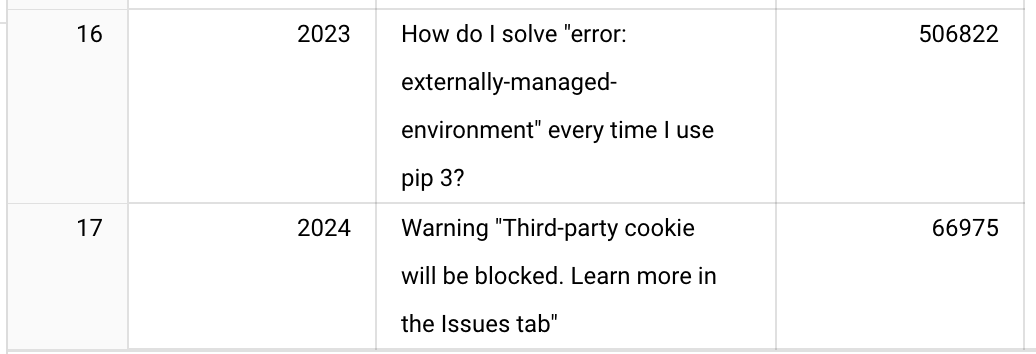 16 2023 How do I solve "error: 506822
externally-managed-
environment" every time I use
pip 3?
17 2024 Warning "Third-party cookie 66975
will be blocked. Learn more in
the Issues tab"